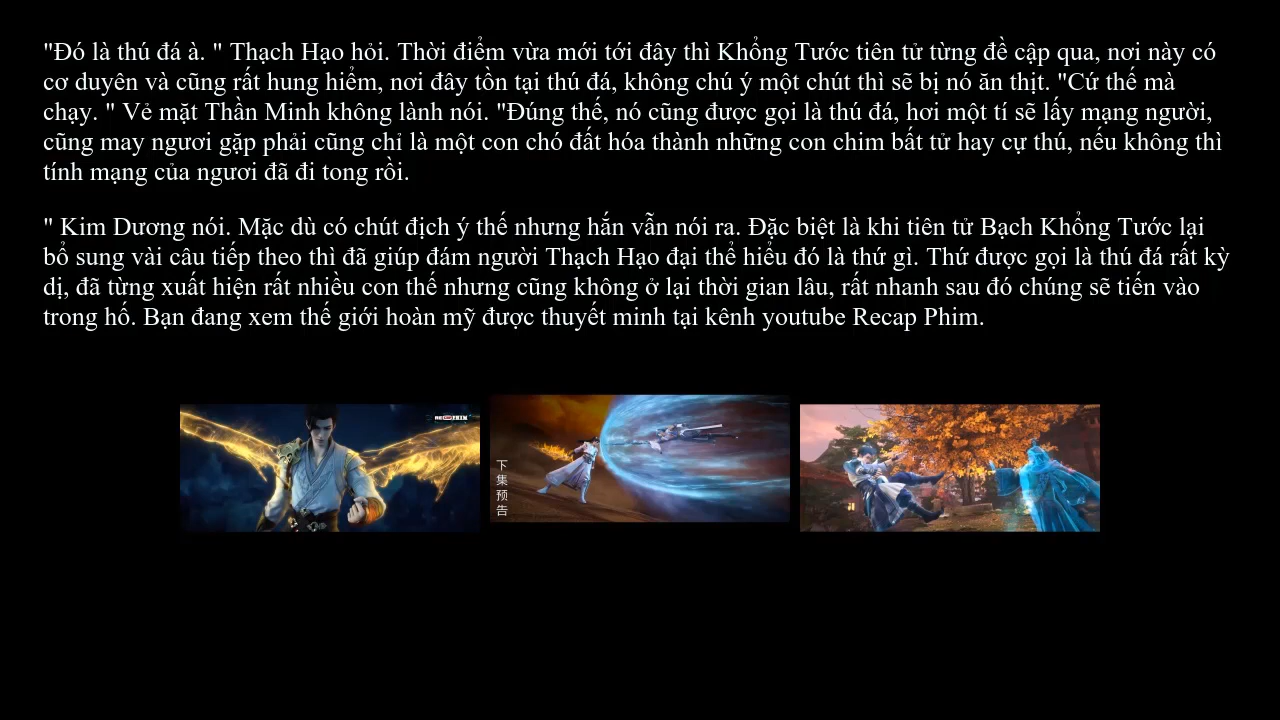 "Đó là thú đá à. " Thạch Hạo hỏi. Thời điểm vừa mới tới đây thì Khổng Tước tiên tử từng đề cập qua, nơi này có
cơ duyên và cũng rất hung hiểm, nơi đây tồn tại thú đá, không chú ý một chút thì sẽ bị nó ăn thịt. "Cứ thế mà
chạy. " Vẻ mặt Thần Minh không lành nói. "Đúng thế, nó cũng được gọi là thú đá, hơi một tí sẽ lấy mạng người,
cũng may ngươi gặp phải cũng chỉ là một con chó đất hóa thành những con chim bất tử hay cự thú, nếu không thì
tính mạng của ngươi đã đi tong rồi.
" Kim Dương nói. Mặc dù có chút địch ý thế nhưng hắn vẫn nói ra. Đặc biệt là khi tiên tử Bạch Khổng Tước lại
bổ sung vài câu tiếp theo thì đã giúp đám người Thạch Hạo đại thể hiểu đó là thứ gì. Thứ được gọi là thú đá rất kỳ
dị, đã từng xuất hiện rất nhiều con thế nhưng cũng không ở lại thời gian lâu, rất nhanh sau đó chúng sẽ tiến vào
trong hố. Bạn đang xem thế giới hoàn mỹ được thuyết minh tại kênh youtube Recap Phim.
下集预告